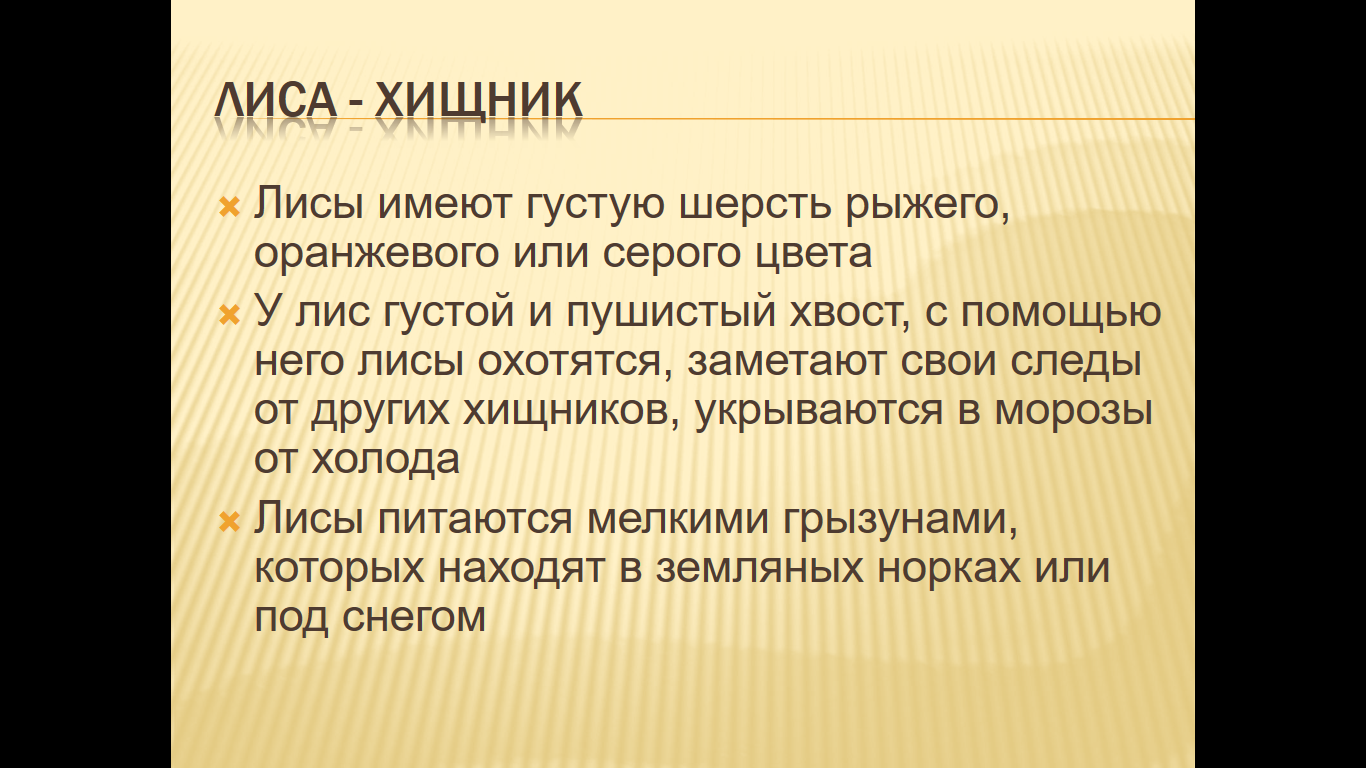 ЛИСА - ХИЩНИК
Лисы имеют густую шерсть рыжего,
оранжевого или серого цвета
У лис густой и пушистый хвост, с помощью
него лисы охотятся, заметают свои следы
от других хищников, укрываются в морозы
от холода
Лисы питаются мелкими грызунами,
которых находят в земляных норках или
под снегом